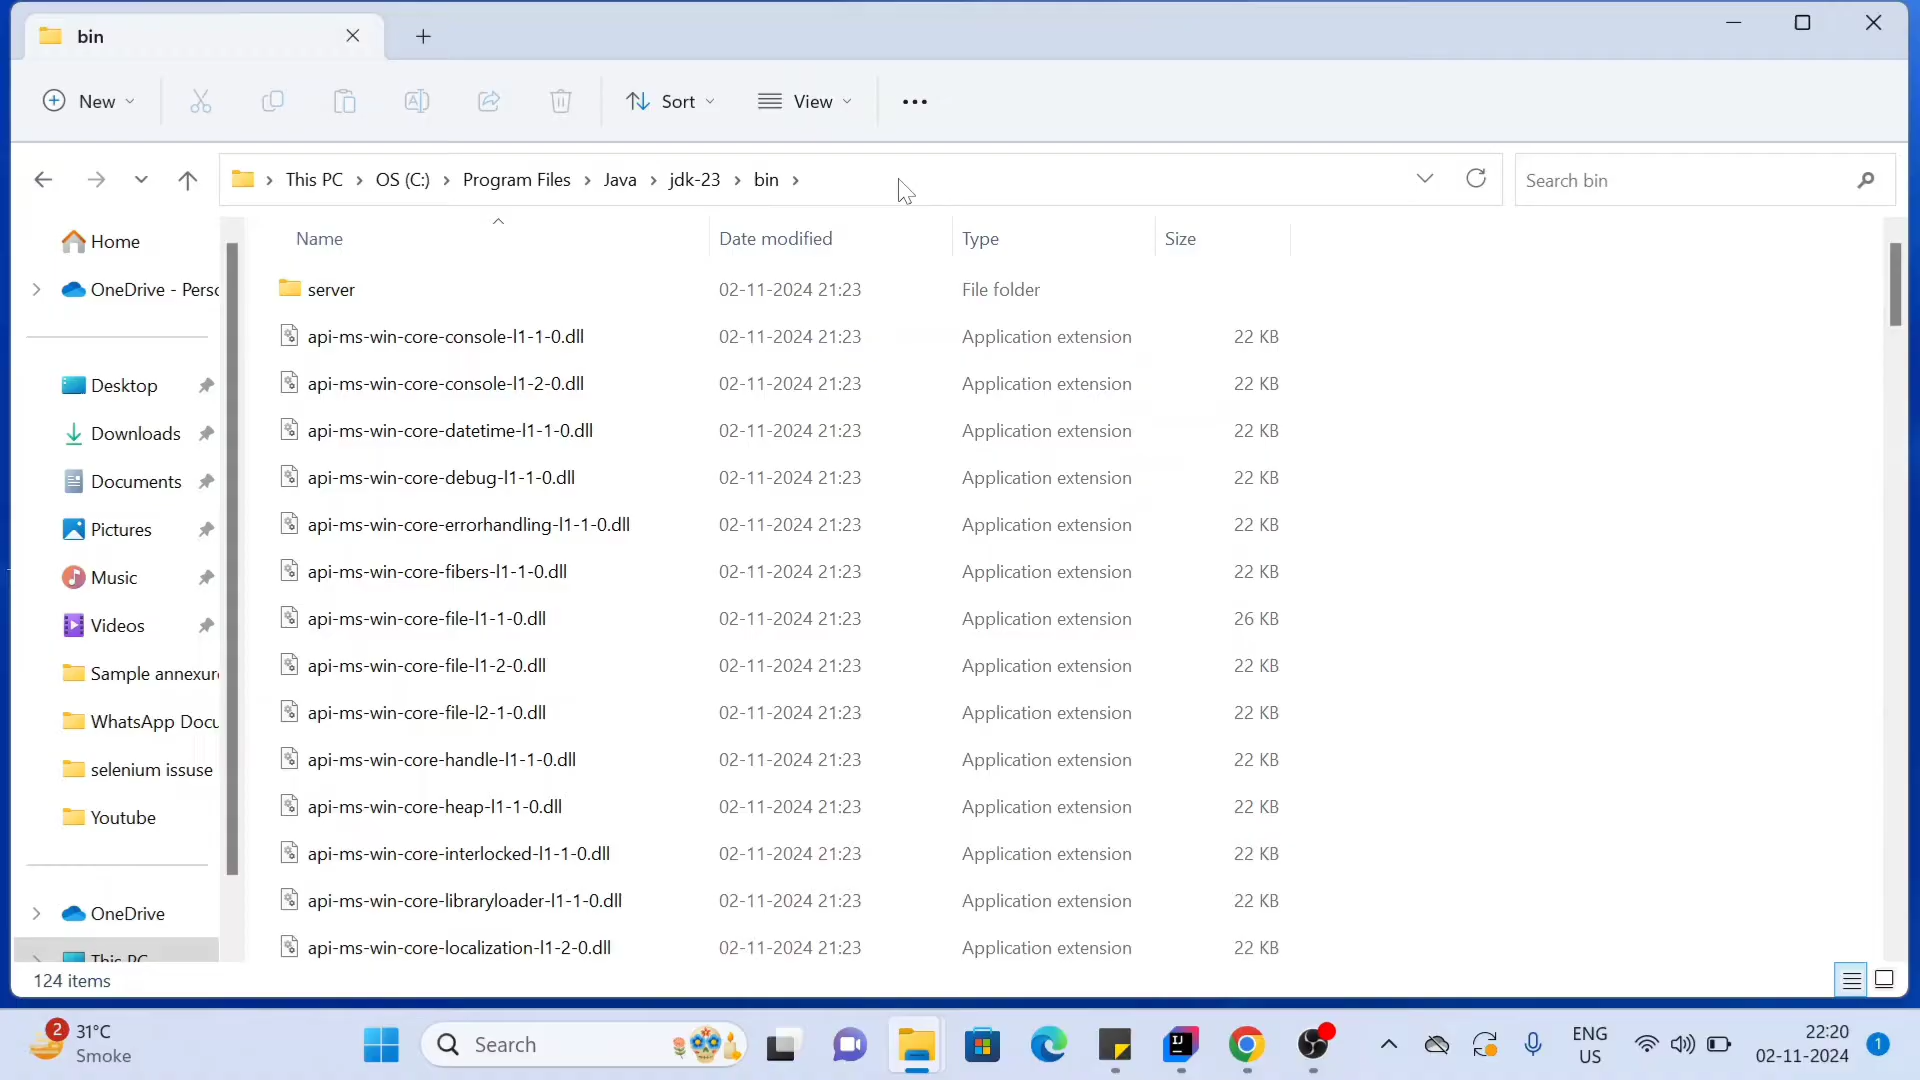 bin
New
Sort
View
This PC
OS (C:)
Program Files
Java
jdk-23
bin
Search bin
Name
Date modified
Type
Size
Home
OneDrive - Perso
Desktop
Downloads
Documents
Pictures
Music
Videos
Sample annexure
WhatsApp Docu
selenium issuse
Youtube
OneDrive
This PC
server 02-11-2024 21:23 File folder
api-ms-win-core-console-l1-1-0.dll 02-11-2024 21:23 Application extension 22 KB
api-ms-win-core-console-l1-2-0.dll 02-11-2024 21:23 Application extension 22 KB
api-ms-win-core-datetime-l1-1-0.dll 02-11-2024 21:23 Application extension 22 KB
api-ms-win-core-debug-l1-1-0.dll 02-11-2024 21:23 Application extension 22 KB
api-ms-win-core-errorhandling-l1-1-0.dll 02-11-2024 21:23 Application extension 22 KB
api-ms-win-core-fibers-l1-1-0.dll 02-11-2024 21:23 Application extension 22 KB
api-ms-win-core-file-l1-1-0.dll 02-11-2024 21:23 Application extension 26 KB
api-ms-win-core-file-l1-2-0.dll 02-11-2024 21:23 Application extension 22 KB
api-ms-win-core-file-l2-1-0.dll 02-11-2024 21:23 Application extension 22 KB
api-ms-win-core-handle-l1-1-0.dll 02-11-2024 21:23 Application extension 22 KB
api-ms-win-core-heap-l1-1-0.dll 02-11-2024 21:23 Application extension 22 KB
api-ms-win-core-interlocked-l1-1-0.dll 02-11-2024 21:23 Application extension 22 KB
api-ms-win-core-libraryloader-l1-1-0.dll 02-11-2024 21:23 Application extension 22 KB
api-ms-win-core-localization-l1-2-0.dll 02-11-2024 21:23 Application extension 22 KB
124 items
2
31°C
Smoke
Search
IJ
ENG
US
22:20
02-11-2024
1